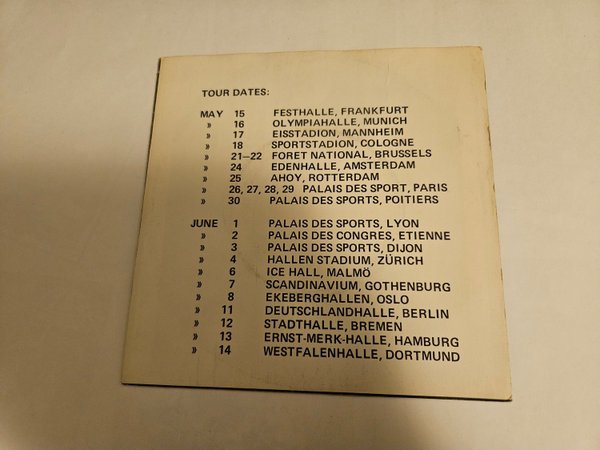 TOUR DATES:
MAY 15 FESTHALLE, FRANKFURT
» 16 OLYMPIAHALLE, MUNICH
» 17 EISSTADION, MANNHEIM
» 18 SPORTSTADION, COLOGNE
» 21–22 FORET NATIONAL, BRUSSELS
» 24 EDENHALLE, AMSTERDAM
» 25 AHOY, ROTTERDAM
» 26, 27, 28, 29 PALAIS DES SPORT, PARIS
» 30 PALAIS DES SPORTS, POITIERS
JUNE 1 PALAIS DES SPORTS, LYON
» 2 PALAIS DES CONGRES, ETIENNE
» 3 PALAIS DES SPORTS, DIJON
» 4 HALLEN STADIUM, ZÜRICH
» 6 ICE HALL, MALMÖ
» 7 SCANDINAVIUM, GOTHENBURG
» 8 EKEBERGHALLEN, OSLO
» 11 DEUTSCHLANDHALLE, BERLIN
» 12 STADTHALLE, BREMEN
» 13 ERNST-MERK-HALLE, HAMBURG
» 14 WESTFALENHALLE, DORTMUND